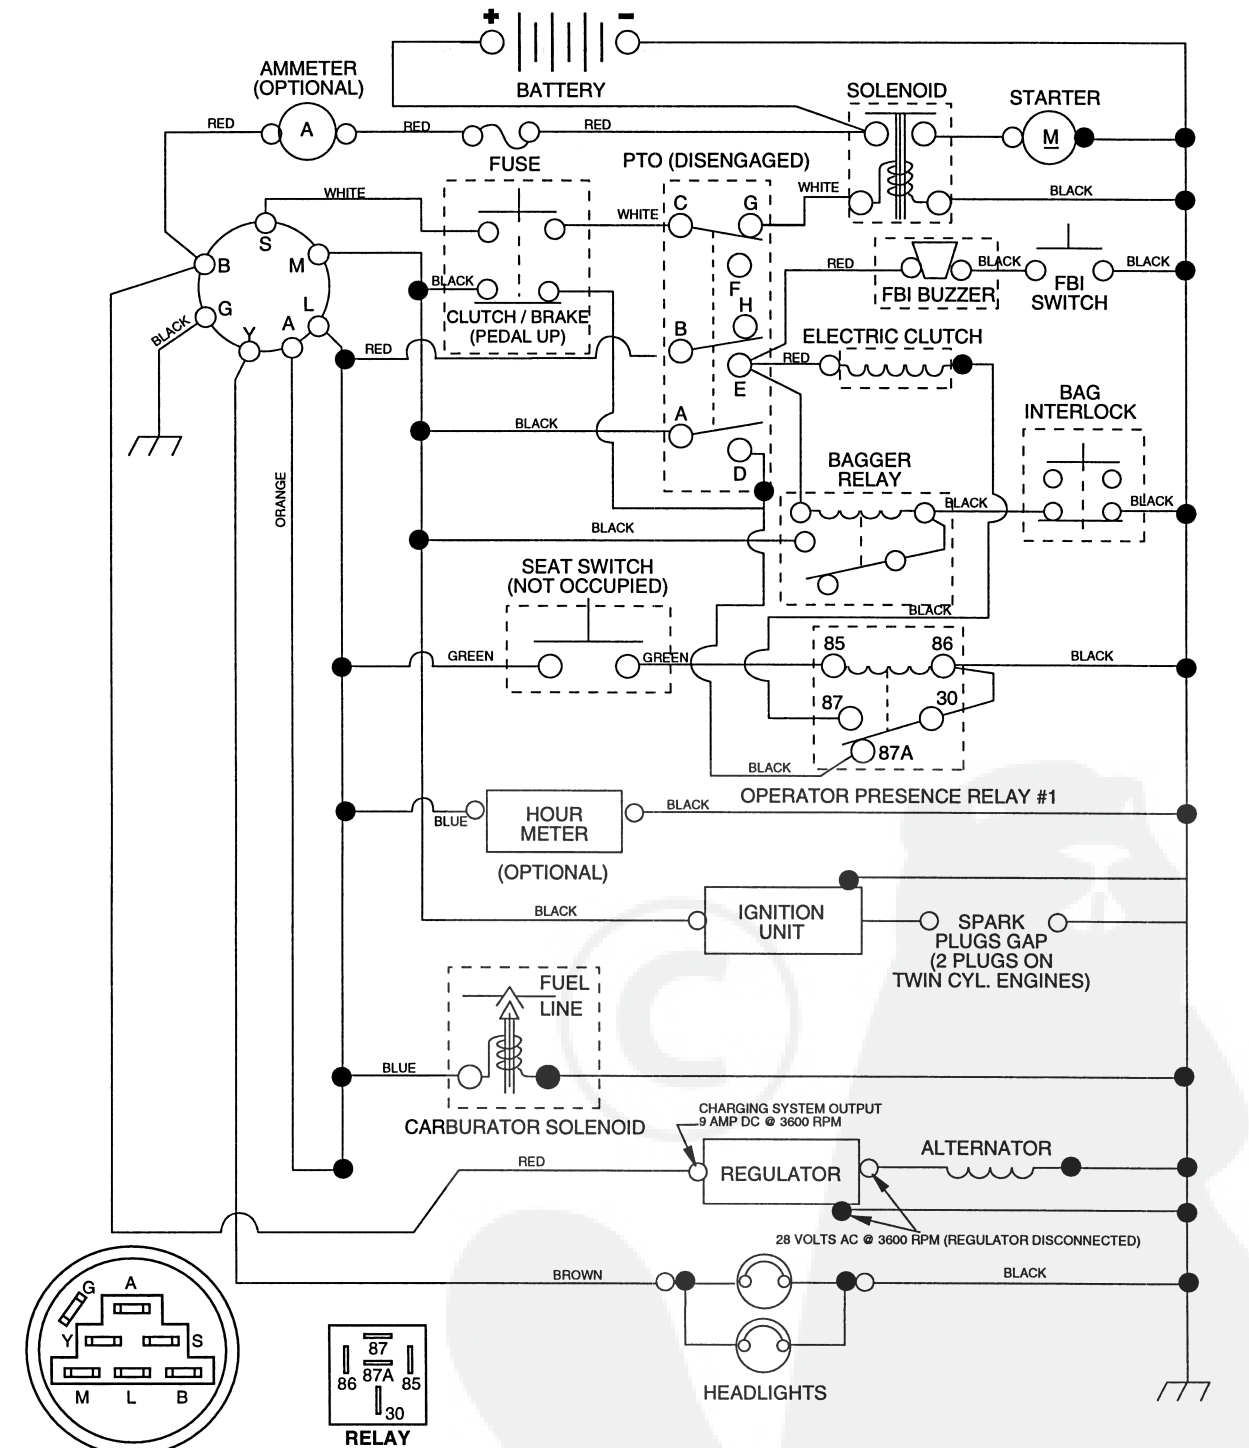 +
-
BATTERY
AMMETER
(OPTIONAL)
RED
A
RED
RED
FUSE
SOLENOID
STARTER
M
PTO (DISENGAGED)
WHITE
WHITE
WHITE
BLACK
S
C
G
B
M
F
BLACK
RED
BLACK
BLACK
FBI BUZZER
FBI
SWITCH
CLUTCH / BRAKE
(PEDAL UP)
G
L
H
BLACK
Y
A
RED
B
ELECTRIC CLUTCH
RED
E
BAG
INTERLOCK
A
BLACK
D
BAGGER
RELAY
ORANGE
BLACK
BLACK
BLACK
SEAT SWITCH
(NOT OCCUPIED)
BLACK
GREEN
GREEN
85
86
BLACK
87
30
87A
BLACK
OPERATOR PRESENCE RELAY #1
BLUE
HOUR
METER
BLACK
(OPTIONAL)
BLACK
IGNITION
UNIT
SPARK
PLUGS GAP
(2 PLUGS ON
TWIN CYL. ENGINES)
FUEL
LINE
BLUE
CARBURATOR SOLENOID
CHARGING SYSTEM OUTPUT
9 AMP DC @ 3600 RPM
RED
REGULATOR
ALTERNATOR
28 VOLTS AC @ 3600 RPM (REGULATOR DISCONNECTED)
BROWN
BLACK
HEADLIGHTS
G
A
Y
S
M
L
B
87
87A
86
85
30
RELAY
©